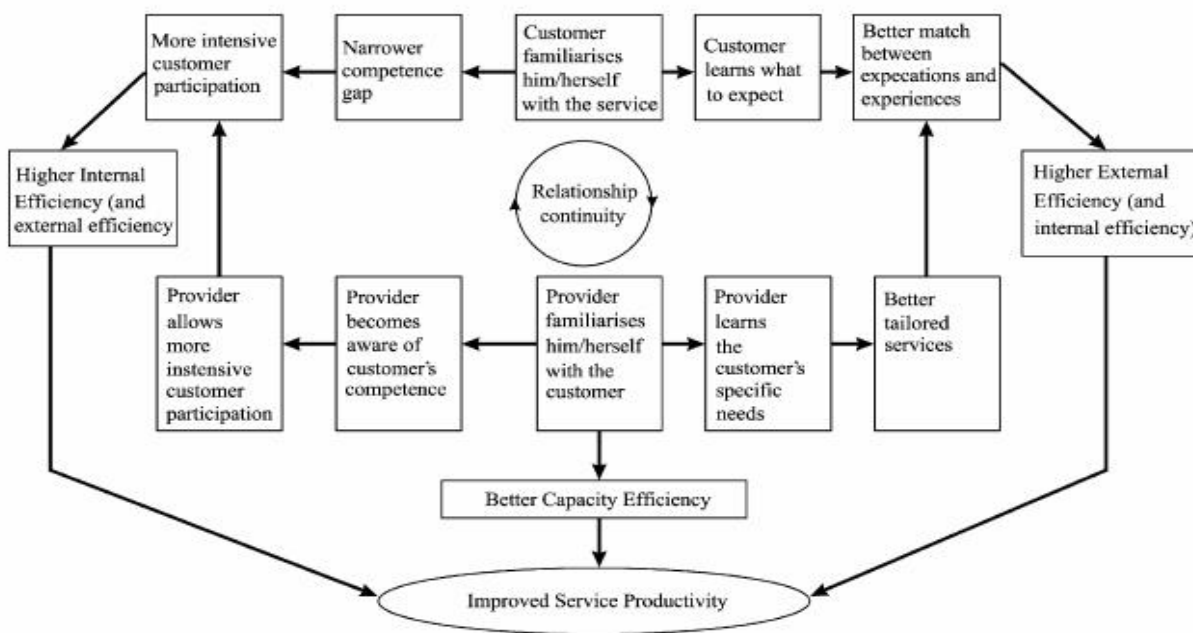 More intensive
customer
participation
Narrower
competence
gap
Customer
familiarises
him/herself
with the service
Customer
learns what
to expect
Better match
between
expecations and
experiences
Higher Internal
Efficiency (and
external efficiency)
Relationship
continuity
Higher External
Efficiency (and
internal efficiency)
Provider
allows
more
instensive
customer
participation
Provider
becomes
aware of
customer's
competence
Provider
familiarises
him/herself
with the
customer
Provider
learns
the
customer's
specific
needs
Better
tailored
services
Better Capacity Efficiency
Improved Service Productivity